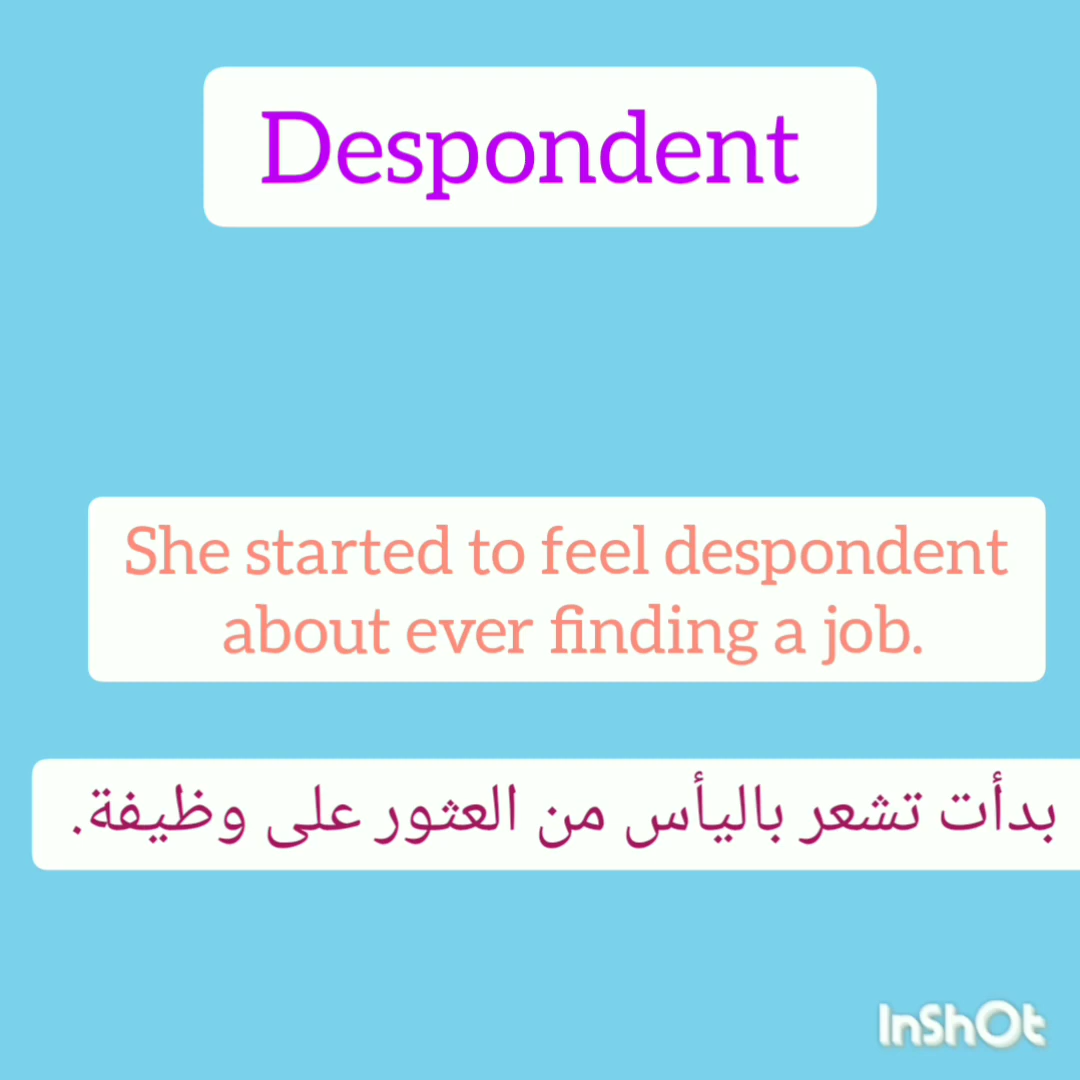 Despondent
She started to feel despondent
about ever finding a job.
بدأت تشعر باليأس من العثور على وظيفة.
InShOt